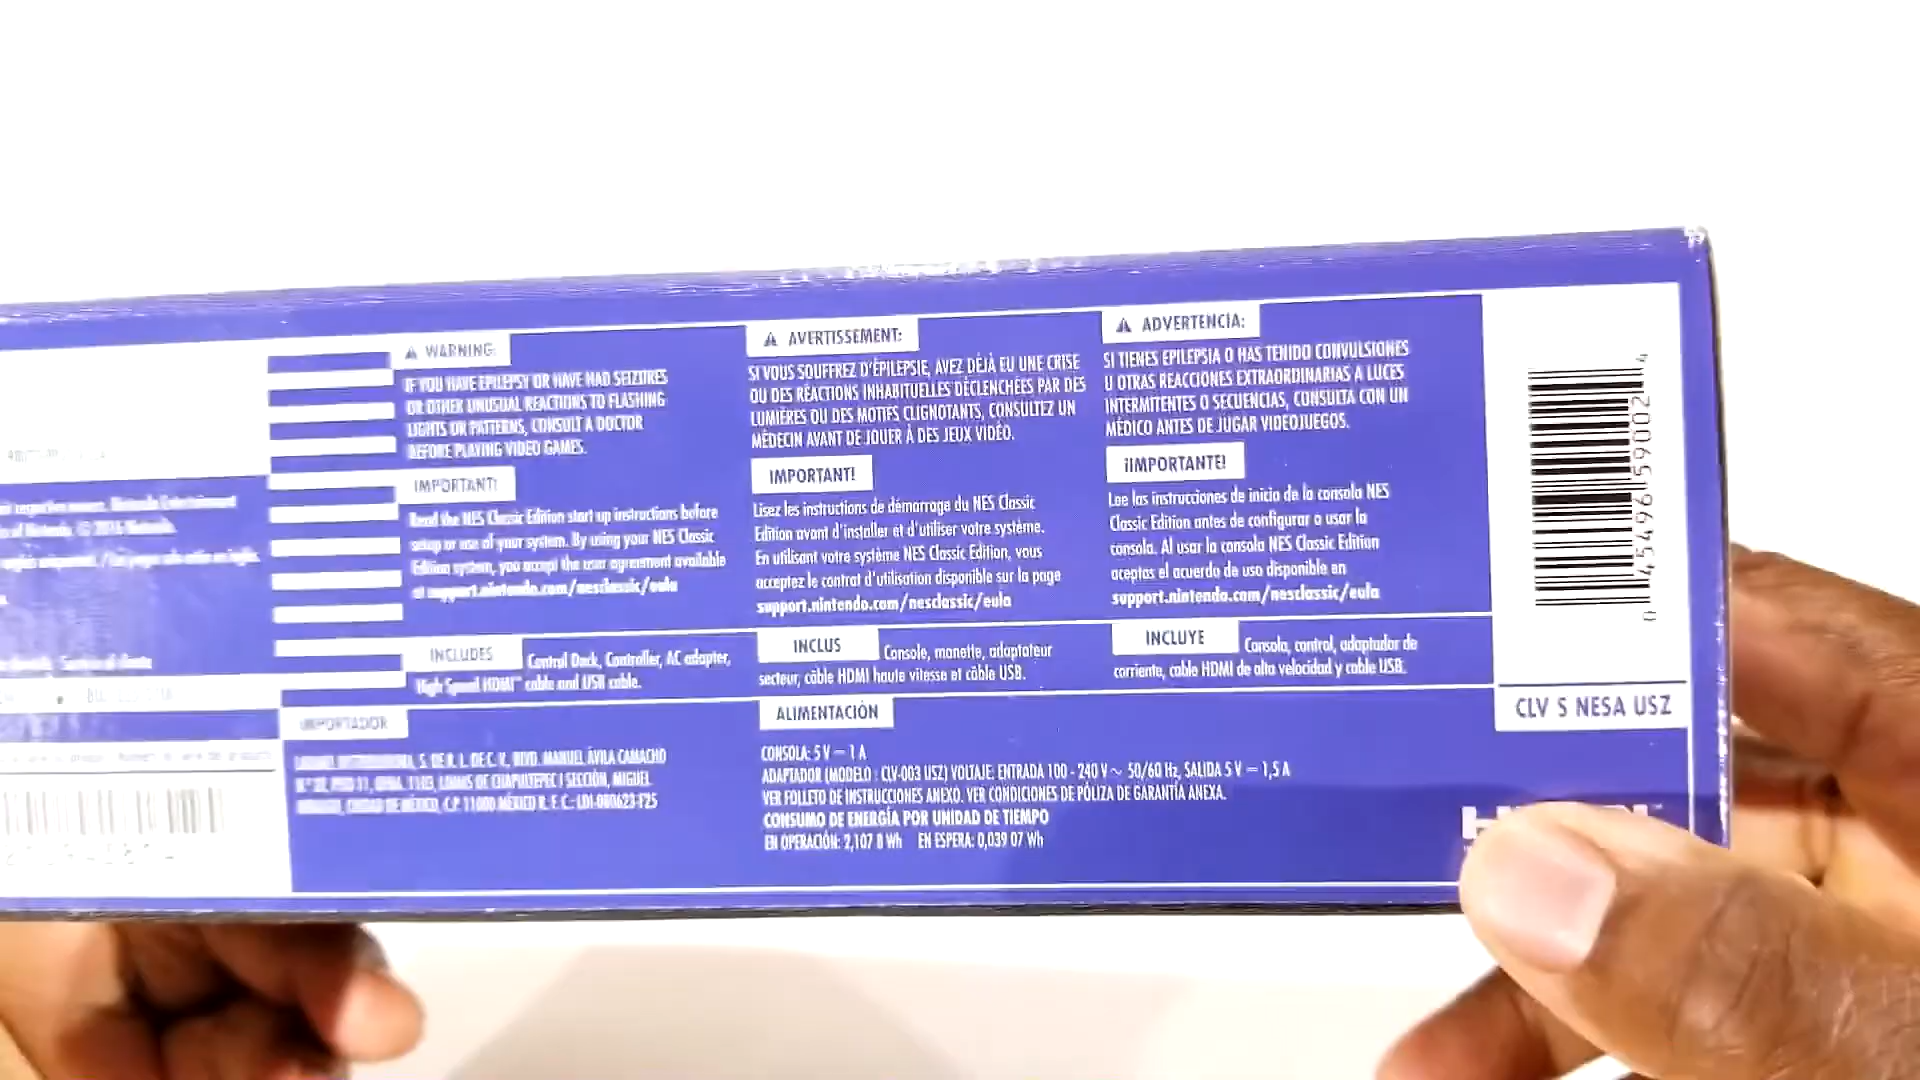 respective owners. Nintendo Entertainment
of Nintendo. © 2016 Nintendo.
WARNING:
IF YOU HAVE EPILEPSY OR HAVE HAD SEIZURES
OR OTHER UNUSUAL REACTIONS TO FLASHING
LIGHTS OR PATTERNS, CONSULT A DOCTOR
BEFORE PLAYING VIDEO GAMES.
IMPORTANT!
Read the NES Classic Edition start up instructions before
setup or use of your system. By using your NES Classic
Edition system, you accept the user agreement available
at support.nintendo.com/nesclassic/eula
INCLUDES Control Deck, Controller, AC adapter,
High Speed HDMI™ cable and USB cable.
AVERTISSEMENT:
SI VOUS SOUFFREZ D'ÉPILEPSIE, AVEZ DÉJÀ EU UNE CRISE
OU DES RÉACTIONS INHABITUELLES DÉCLENCHÉES PAR DES
LUMIÈRES OU DES MOTIFS CLIGNOTANTS, CONSULTEZ UN
MÉDECIN AVANT DE JOUER À DES JEUX VIDÉO.
IMPORTANT!
Lisez les instructions de démarrage du NES Classic
Edition avant d'installer et d'utiliser votre système.
En utilisant votre système NES Classic Edition, vous
acceptez le contrat d'utilisation disponible sur la page
support.nintendo.com/nesclassic/eula
INCLUS Console, manette, adaptateur
secteur, câble HDMI haute vitesse et câble USB.
ADVERTENCIA:
SI TIENES EPILEPSIA O HAS TENIDO CONVULSIONES
U OTRAS REACCIONES EXTRAORDINARIAS A LUCES
INTERMITENTES O SECUENCIAS, CONSULTA CON UN
MÉDICO ANTES DE JUGAR VIDEOJUEGOS.
¡IMPORTANTE!
Lee las instrucciones de inicio de la consola NES
Classic Edition antes de configurar o usar la
consola. Al usar la consola NES Classic Edition
aceptas el acuerdo de uso disponible en
support.nintendo.com/nesclassic/eula
INCLUYE Consola, control, adaptador de
corriente, cable HDMI de alta velocidad y cable USB.
IMPORTADOR
S. DE R. L. DE C. V., BLVD. MANUEL ÁVILA CAMACHO
LOMAS DE CHAPULTEPEC I SECCIÓN, MIGUEL
CIUDAD DE MÉXICO, C.P. 11000 MÉXICO R. F. C.: LDI-080623-F25
ALIMENTACIÓN
CONSOLA: 5 V ⎓ 1 A
ADAPTADOR (MODELO : CLV-003 USZ) VOLTAJE: ENTRADA 100 - 240 V ~ 50/60 Hz, SALIDA 5 V ⎓ 1,5 A
VER FOLLETO DE INSTRUCCIONES ANEXO. VER CONDICIONES DE PÓLIZA DE GARANTÍA ANEXA.
CONSUMO DE ENERGÍA POR UNIDAD DE TIEMPO
EN OPERACIÓN: 2,107 8 Wh EN ESPERA: 0,039 07 Wh
0 45496 59002 4
CLV S NESA USZ